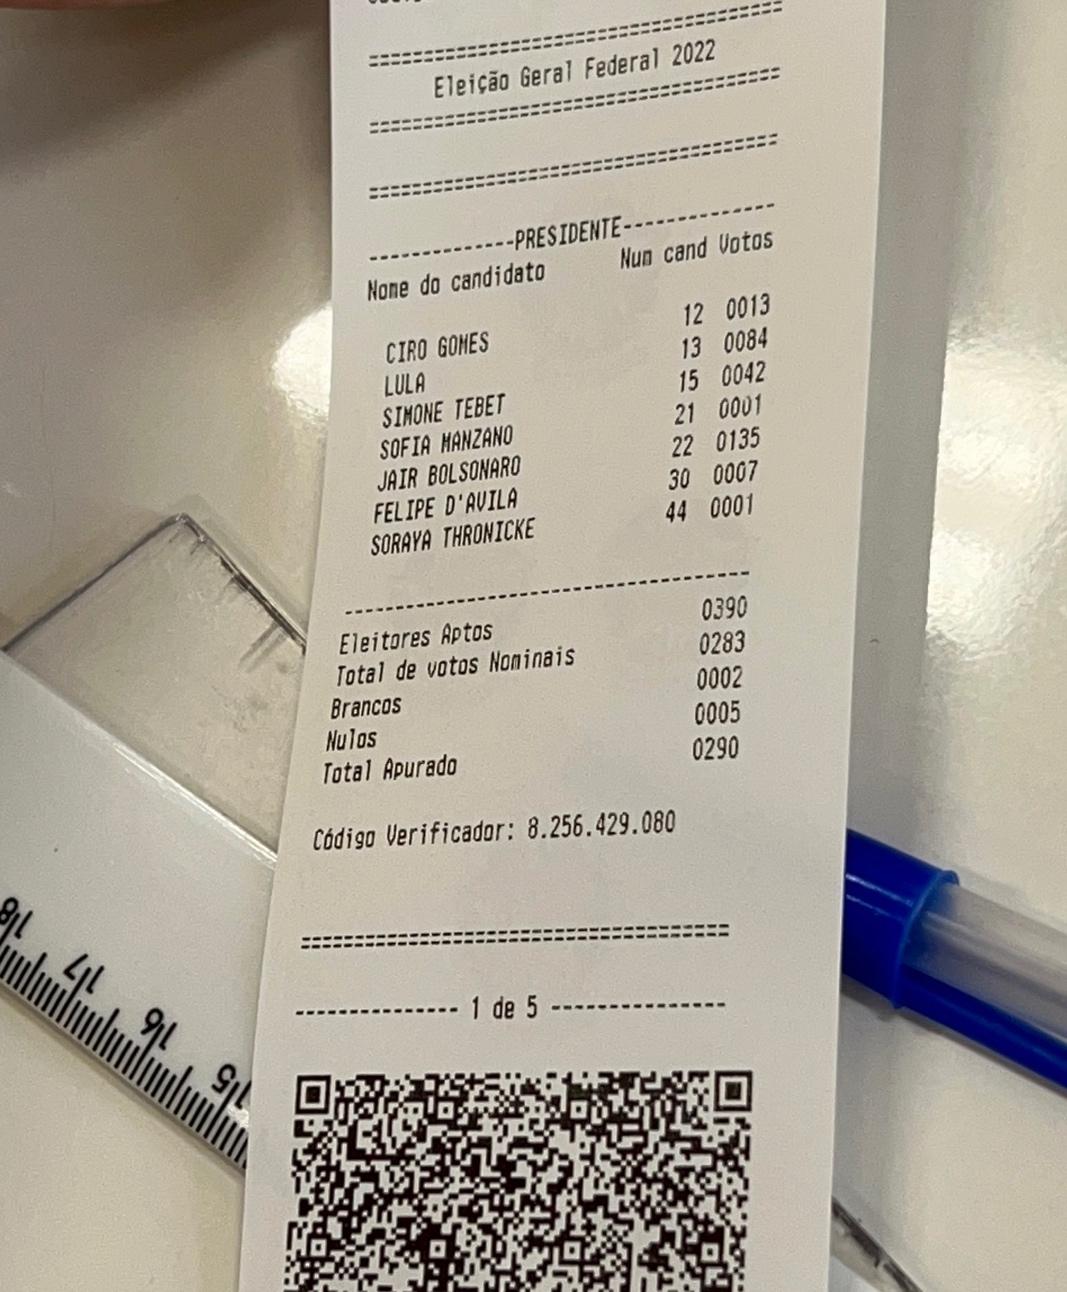 ================================================
Eleição Geral Federal 2022
================================================
================================================
-------------PRESIDENTE-------------
Nome do candidato Num cand Votos
CIRO GOMES 12 0013
LULA 13 0084
SIMONE TEBET 15 0042
SOFIA MANZANO 21 0001
JAIR BOLSONARO 22 0135
FELIPE D'AVILA 30 0007
SORAYA THRONICKE 44 0001
------------------------------------------------
Eleitores Aptos 0390
Total de votos Nominais 0283
Brancos 0002
Nulos 0005
Total Apurado 0290
Código Verificador: 8.256.429.080
================================================
--------------- 1 de 5 ---------------
18
17
16
15